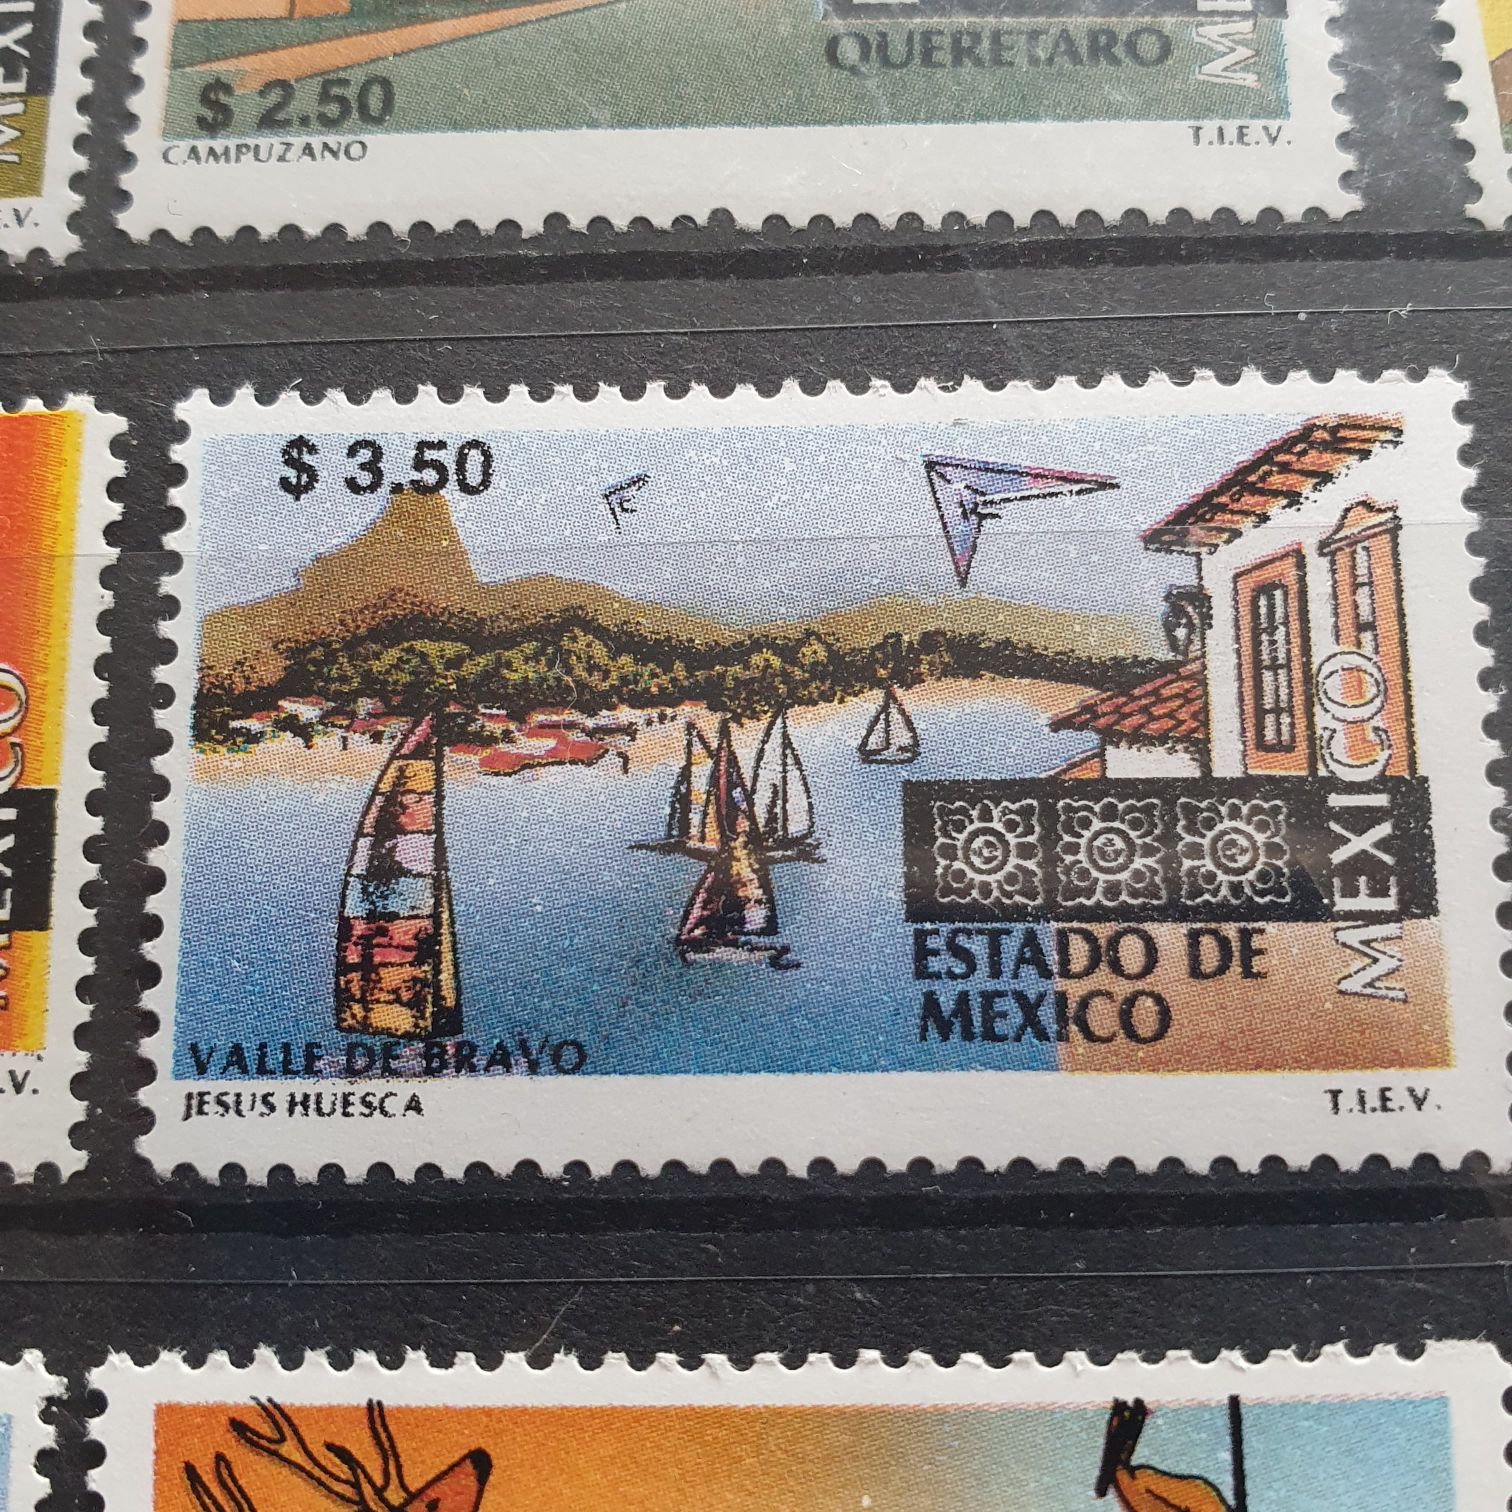 QUERETARO
$ 2.50
CAMPUZANO
T.I.E.V.
$ 3.50
MEXICO
ESTADO DE
MEXICO
VALLE DE BRAVO
JESUS HUESCA
T.I.E.V.